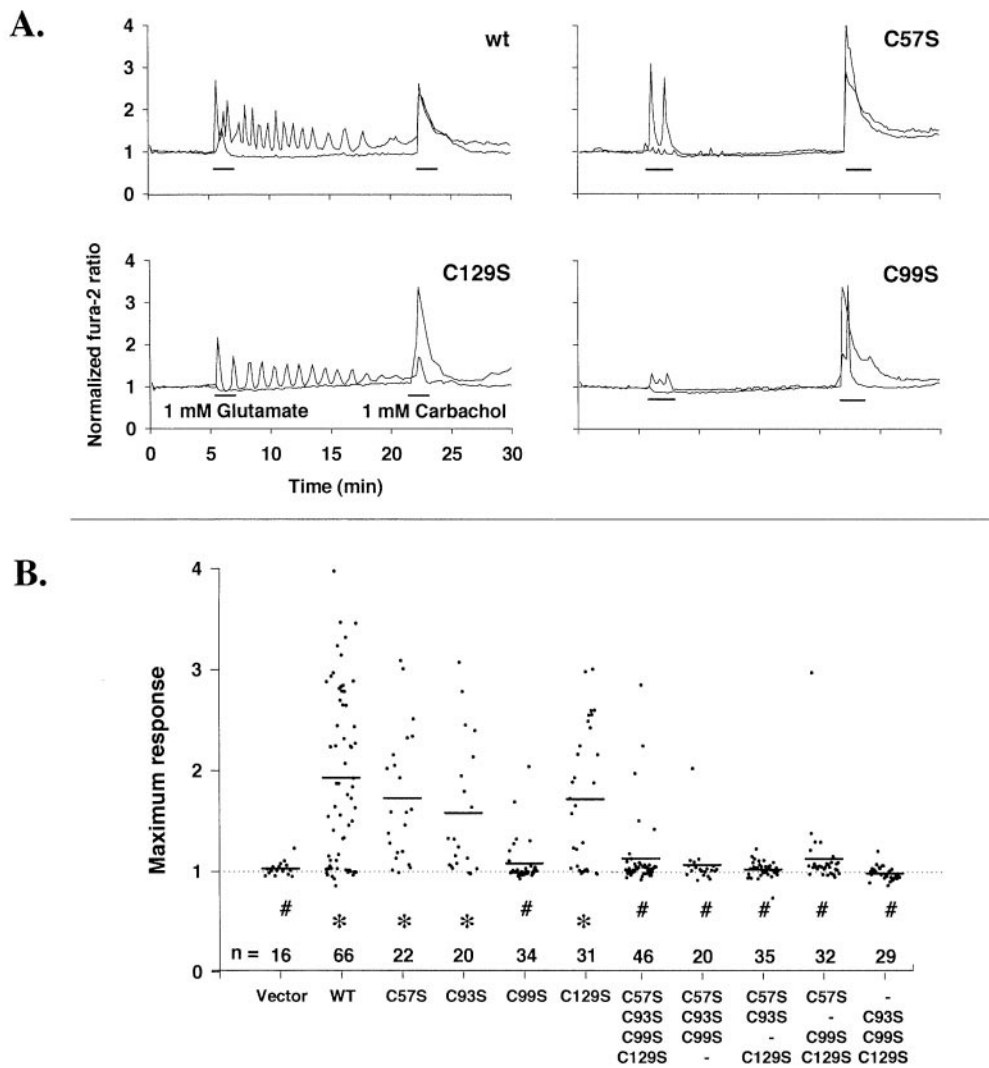 A.
wt
4
3
2
1
0
C57S
C129S
4
3
2
1
0
1 mM Glutamate 1 mM Carbachol
C99S
Normalized fura-2 ratio
0 5 10 15 20 25 30
Time (min)
B.
Maximum response
4
3
2
1
0
# * * * # * # # # # #
n = 16 66 22 20 34 31 46 20 35 32 29
Vector WT C57S C93S C99S C129S C57S C57S C57S C57S -
C93S C93S C93S - C93S
C99S C99S - C99S C99S
C129S - C129S C129S C129S